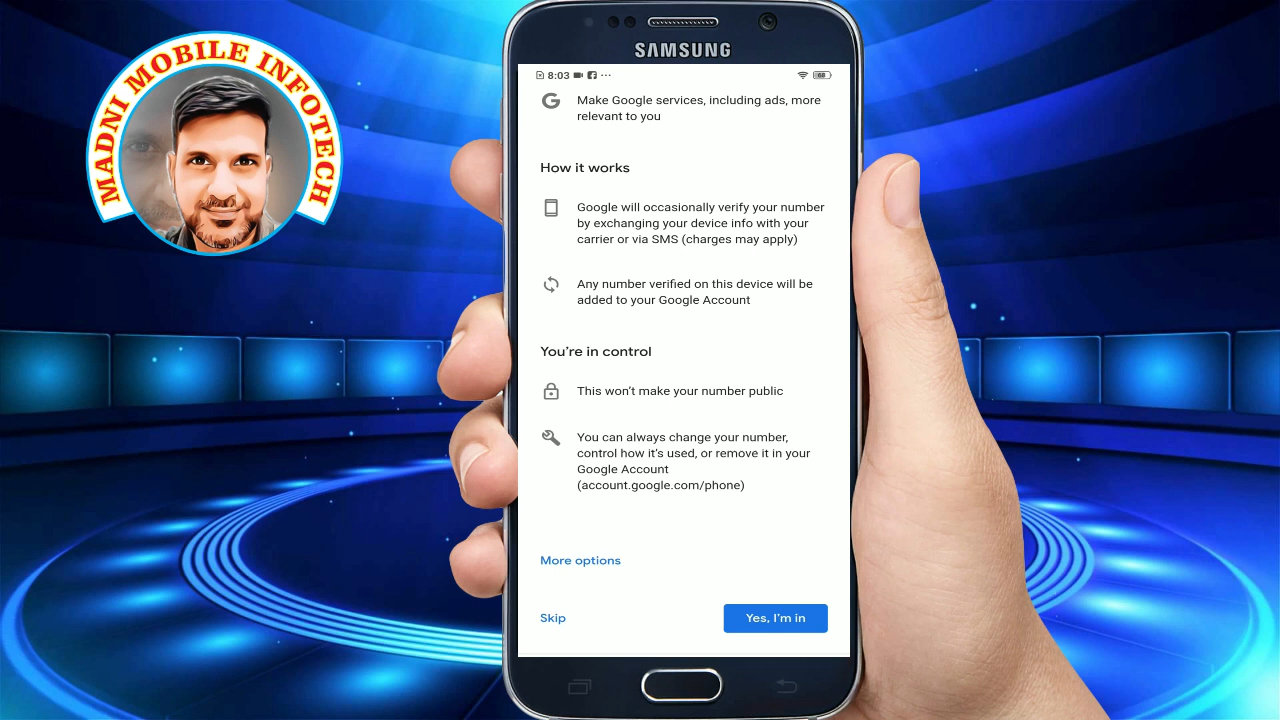 MADNI MOBILE INFOTECH
SAMSUNG
8:03
68
Make Google services, including ads, more
relevant to you
How it works
Google will occasionally verify your number
by exchanging your device info with your
carrier or via SMS (charges may apply)
Any number verified on this device will be
added to your Google Account
You're in control
This won't make your number public
You can always change your number,
control how it's used, or remove it in your
Google Account
(account.google.com/phone)
More options
Skip
Yes, I'm in